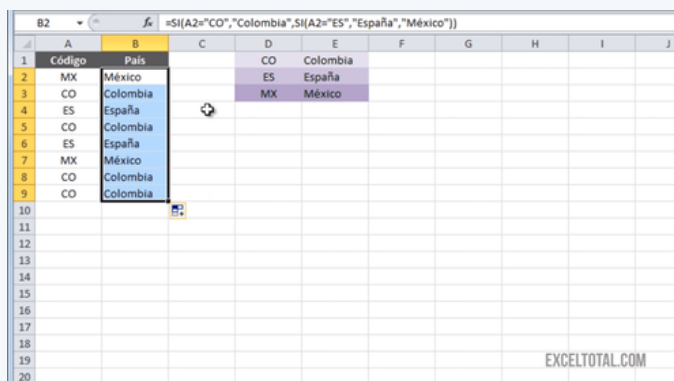 B2 fx =SI(A2="CO","Colombia",SI(A2="ES","España","México"))
A B C D E F G H I J
1 Código País CO Colombia
2 MX México ES España
3 CO Colombia MX México
4 ES España
5 CO Colombia
6 ES España
7 MX México
8 CO Colombia
9 CO Colombia
10
11
12
13
14
15
16
17
18
19 EXCELTOTAL.COM
20